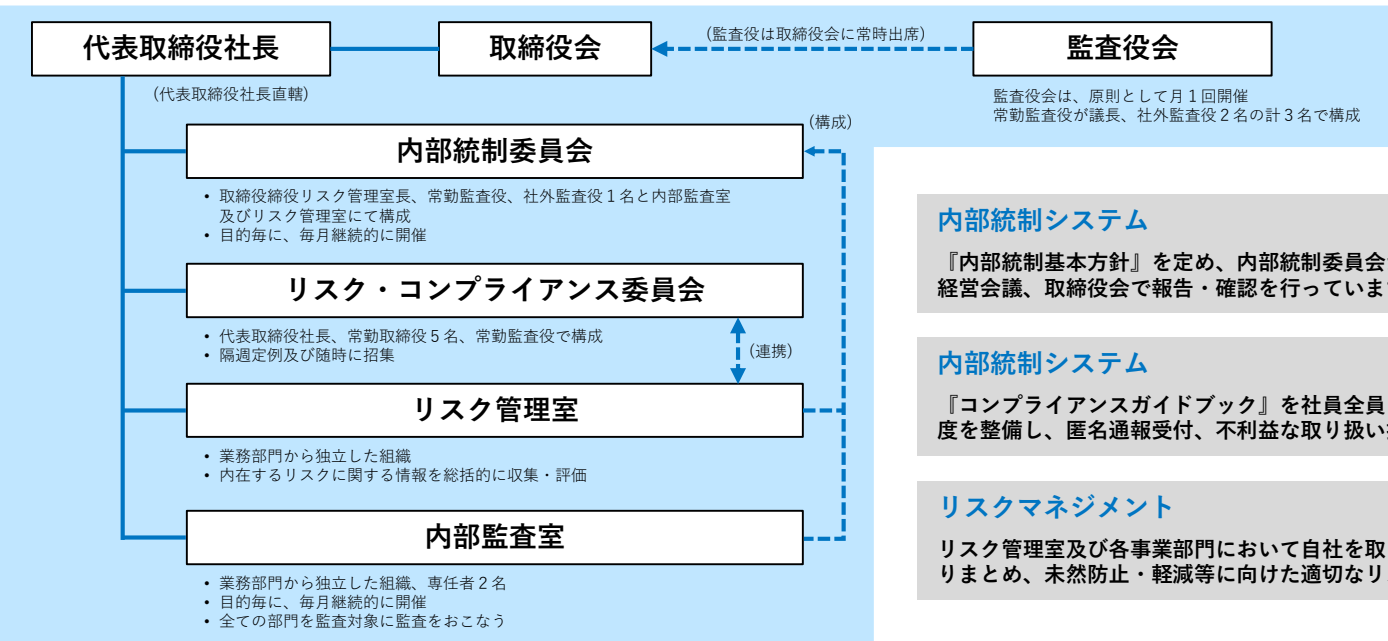 代表取締役社長
取締役会
(監査役は取締役会に常時出席)
監査役会
(代表取締役社長直轄)
監査役会は、原則として月１回開催
常勤監査役が議長、社外監査役２名の計３名で構成
(構成)
内部統制委員会
• 取締役締役リスク管理室長、常勤監査役、社外監査役１名と内部監査室
及びリスク管理室にて構成
• 目的毎に、毎月継続的に開催
リスク・コンプライアンス委員会
• 代表取締役社長、常勤取締役５名、常勤監査役で構成
• 隔週定例及び随時に招集
(連携)
リスク管理室
• 業務部門から独立した組織
• 内在するリスクに関する情報を総括的に収集・評価
内部監査室
• 業務部門から独立した組織、専任者２名
• 目的毎に、毎月継続的に開催
• 全ての部門を監査対象に監査をおこなう
内部統制システム
『内部統制基本方針』を定め、内部統制委員会
経営会議、取締役会で報告・確認を行っていま
内部統制システム
『コンプライアンスガイドブック』を社員全員
度を整備し、匿名通報受付、不利益な取り扱い
リスクマネジメント
リスク管理室及び各事業部門において自社を取
りまとめ、未然防止・軽減等に向けた適切なリ